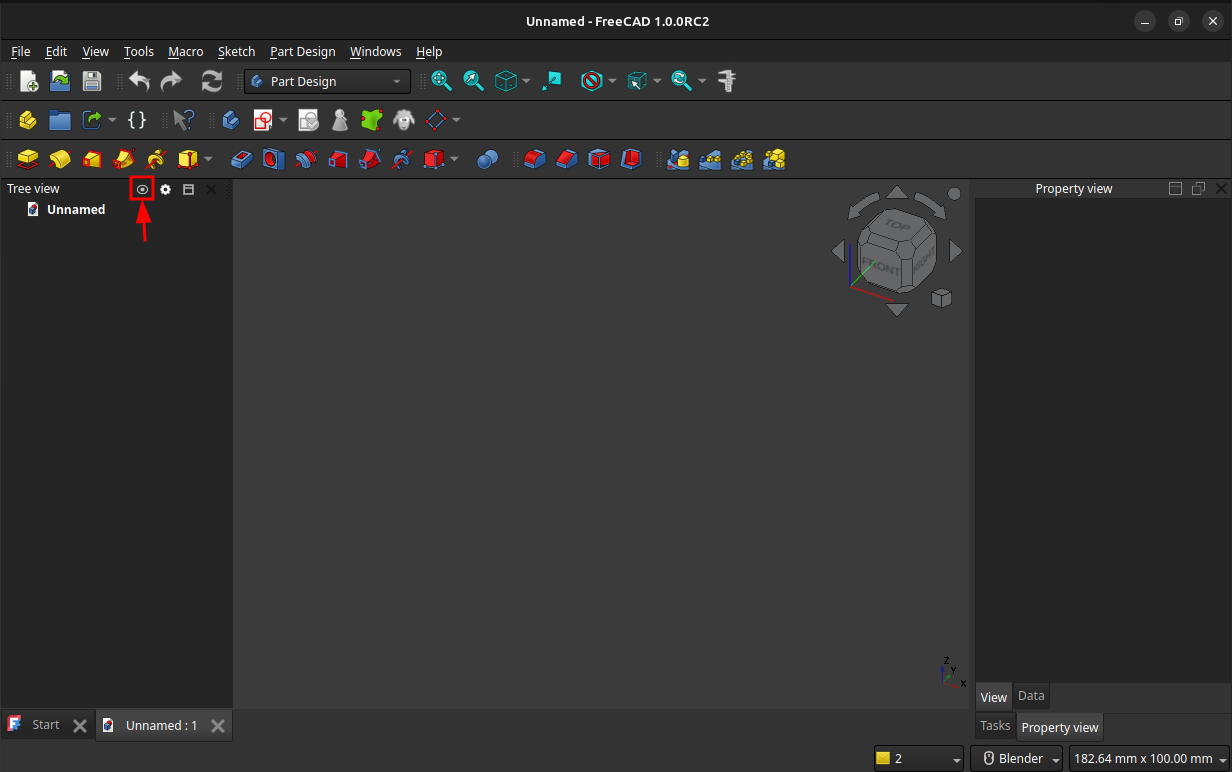 Unnamed - FreeCAD 1.0.0RC2
File Edit View Tools Macro Sketch Part Design Windows Help
Part Design
Tree view
Property view
Unnamed
TOP
FRONT
RIGHT
Z
Y
X
View Data
Start Unnamed : 1
Tasks Property view
2 Blender 182.64 mm x 100.00 mm